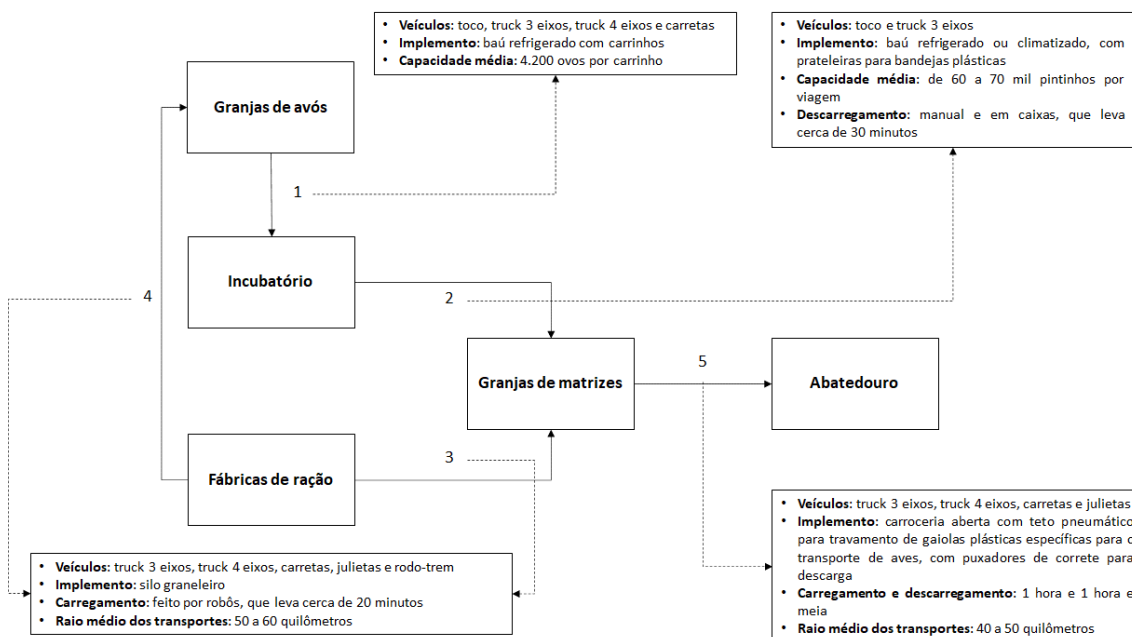 • Veículos: toco, truck 3 eixos, truck 4 eixos e carretas
• Implemento: baú refrigerado com carrinhos
• Capacidade média: 4.200 ovos por carrinho
• Veículos: toco e truck 3 eixos
• Implemento: baú refrigerado ou climatizado, com
prateleiras para bandejas plásticas
• Capacidade média: de 60 a 70 mil pintinhos por
viagem
• Descarregamento: manual e em caixas, que leva
cerca de 30 minutos
Granjas de avós
1
Incubatório
4
2
Granjas de matrizes
5
Abatedouro
Fábricas de ração
3
• Veículos: truck 3 eixos, truck 4 eixos, carretas, julietas e rodo-trem
• Implemento: silo graneleiro
• Carregamento: feito por robôs, que leva cerca de 20 minutos
• Raio médio dos transportes: 50 a 60 quilômetros
• Veículos: truck 3 eixos, truck 4 eixos, carretas e julietas
• Implemento: carroceria aberta com teto pneumático
para travamento de gaiolas plásticas específicas para o
transporte de aves, com puxadores de correte para
descarga
• Carregamento e descarregamento: 1 hora e 1 hora e
meia
• Raio médio dos transportes: 40 a 50 quilômetros